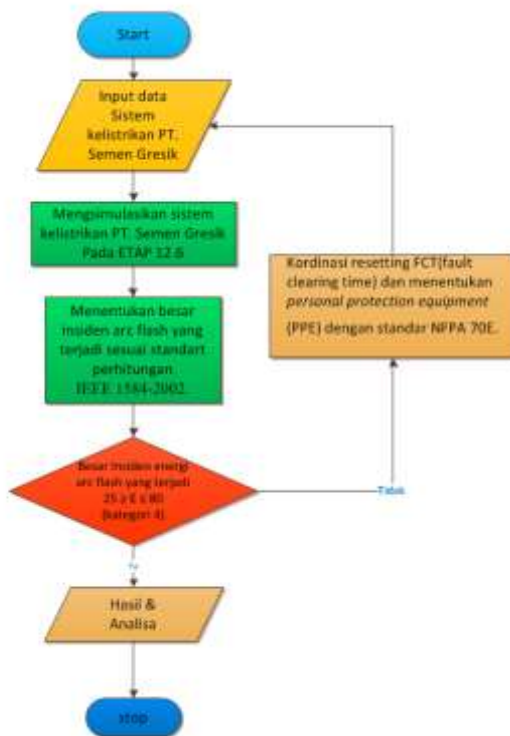 Start
Input data
Sistem
kelistrikan PT.
Semen Gresik
Mengsimulasikan sistem
kelistrikan PT. Semen Gresik
Pada ETAP 12.6
Menentukan besar
insiden arc flash yang
terjadi sesuai standart
perhitungan
IEEE 1584-2002.
Besar insiden energi
arc flash yang terjadi
25 ≥ E ≤ 80
(kategori 4)
Tidak
Kordinasi resetting FCT(fault
clearing time) dan menentukan
personal protection equipment
(PPE) dengan standar NFPA 70E.
Hasil &
Analisa
stop